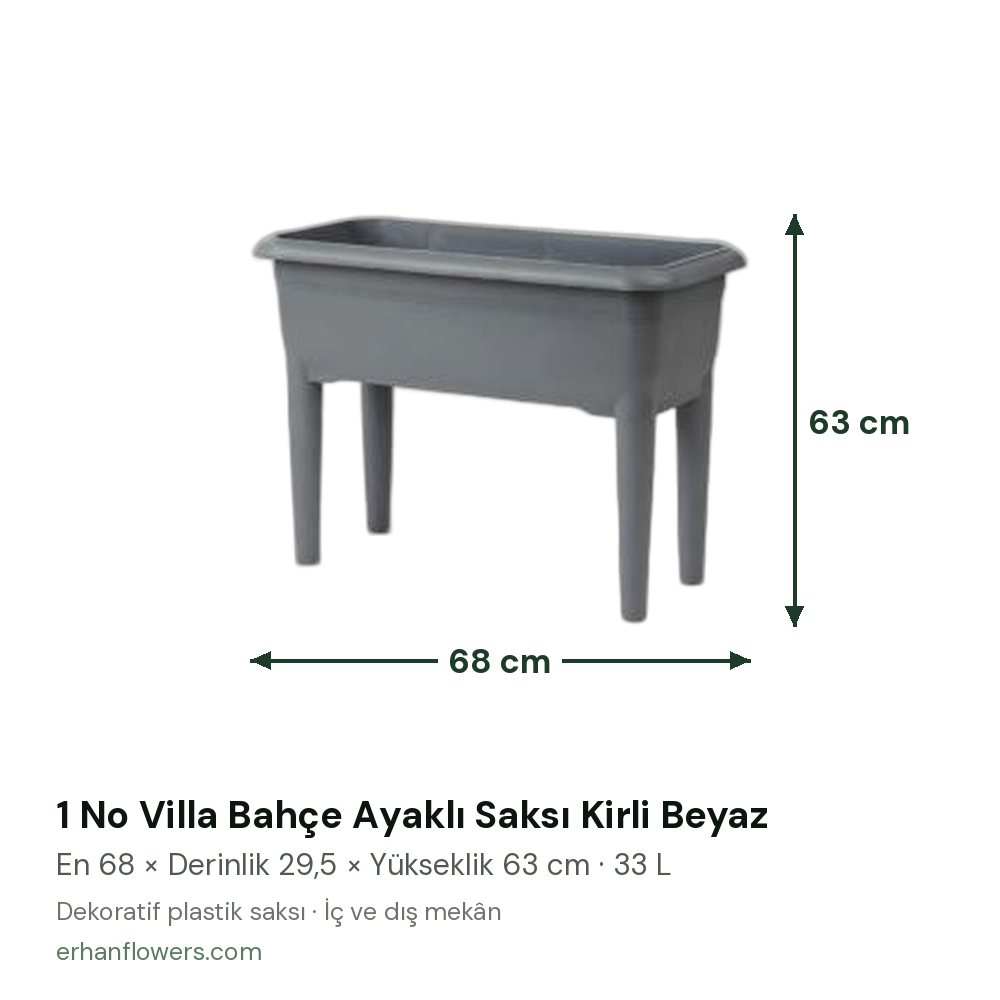 63 cm
68 cm
1 No Villa Bahçe Ayaklı Saksı Kirli Beyaz
En 68 × Derinlik 29,5 × Yükseklik 63 cm · 33 L
Dekoratif plastik saksı · İç ve dış mekân
erhanflowers.com